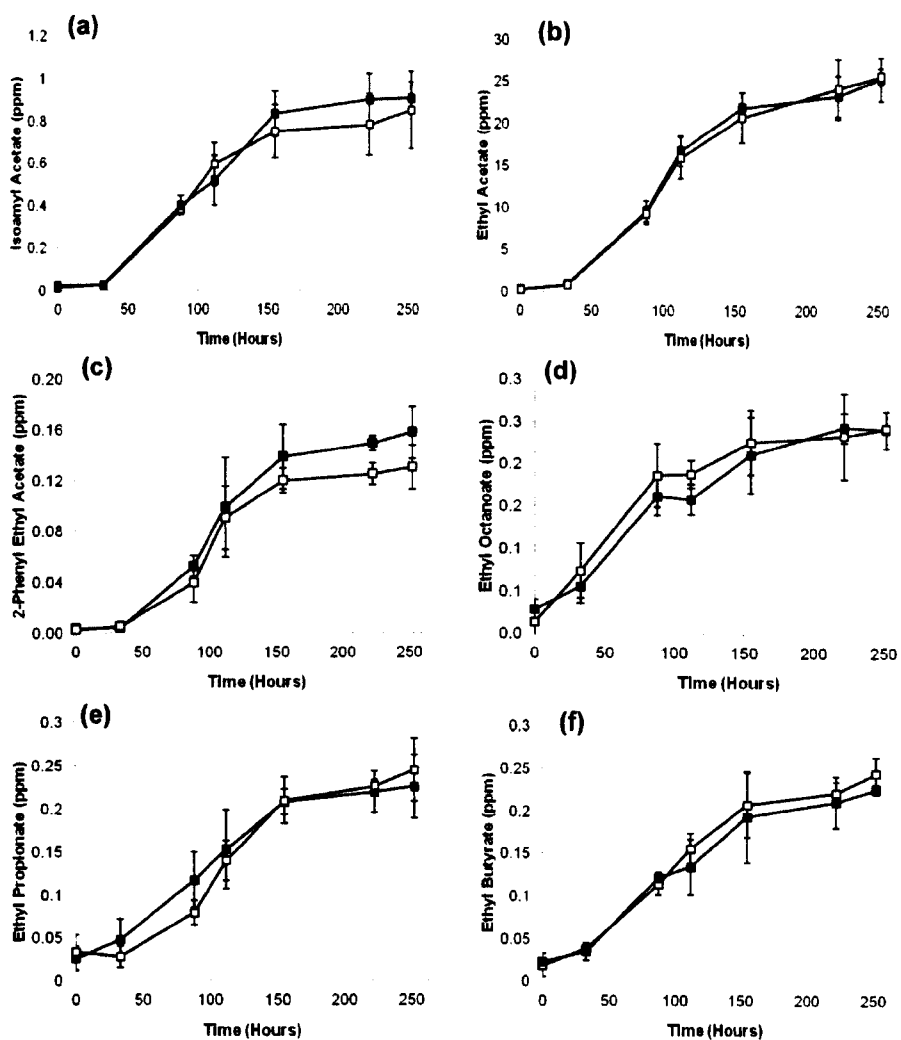 (a)
Isoamyl Acetate (ppm)
1.2
1
0.8
0.6
0.4
0.2
0
0 50 100 150 200 250
Time (Hours)
(b)
Ethyl Acetate (ppm)
30
25
20
15
10
5
0
0 50 100 150 200 250
Time (Hours)
(c)
2-Phenyl Ethyl Acetate (ppm)
0.20
0.16
0.12
0.08
0.04
0.00
0 50 100 150 200 250
Time (Hours)
(d)
Ethyl Octanoate (ppm)
0.3
0.3
0.2
0.2
0.1
0.1
0.0
0 50 100 150 200 250
Time (Hours)
(e)
Ethyl Propionate (ppm)
0.3
0.25
0.2
0.15
0.1
0.05
0
0 50 100 150 200 250
Time (Hours)
(f)
Ethyl Butyrate (ppm)
0.3
0.25
0.2
0.15
0.1
0.05
0
0 50 100 150 200 250
Time (Hours)